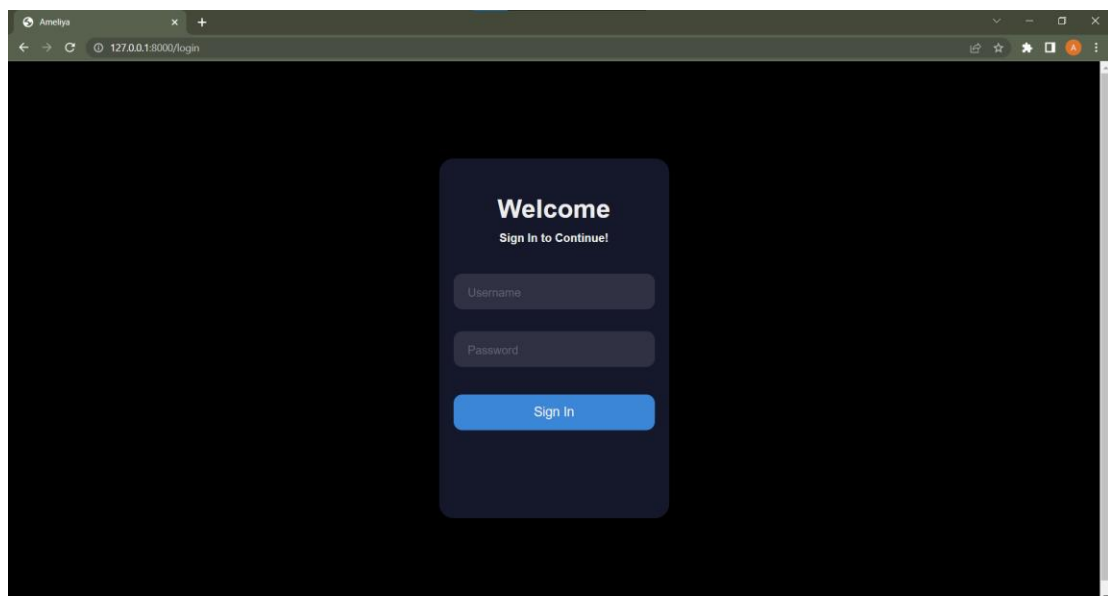 Ameliya
127.0.0.1:8000/login
A
Welcome
Sign In to Continue!
Username
Password
Sign In